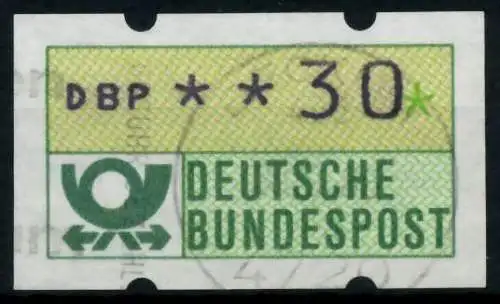 DBP **30*
DEUTSCHE
BUNDESPOST